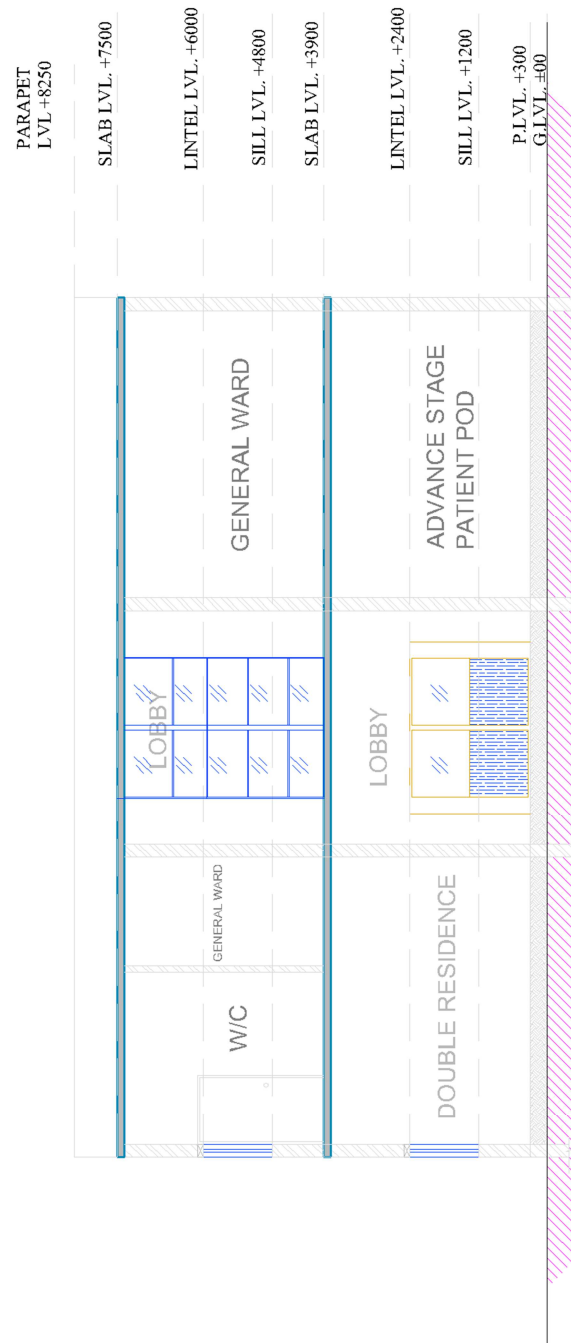 PARAPET
LVL +8250
SLAB LVL. +7500
LINTEL LVL. +6000
SILL LVL. +4800
SLAB LVL. +3900
LINTEL LVL. +2400
SILL LVL. +1200
P.LVL. +300
G.LVL. ±00
W/C
GENERAL WARD
LOBBY
GENERAL WARD
DOUBLE RESIDENCE
LOBBY
ADVANCE STAGE
PATIENT POD